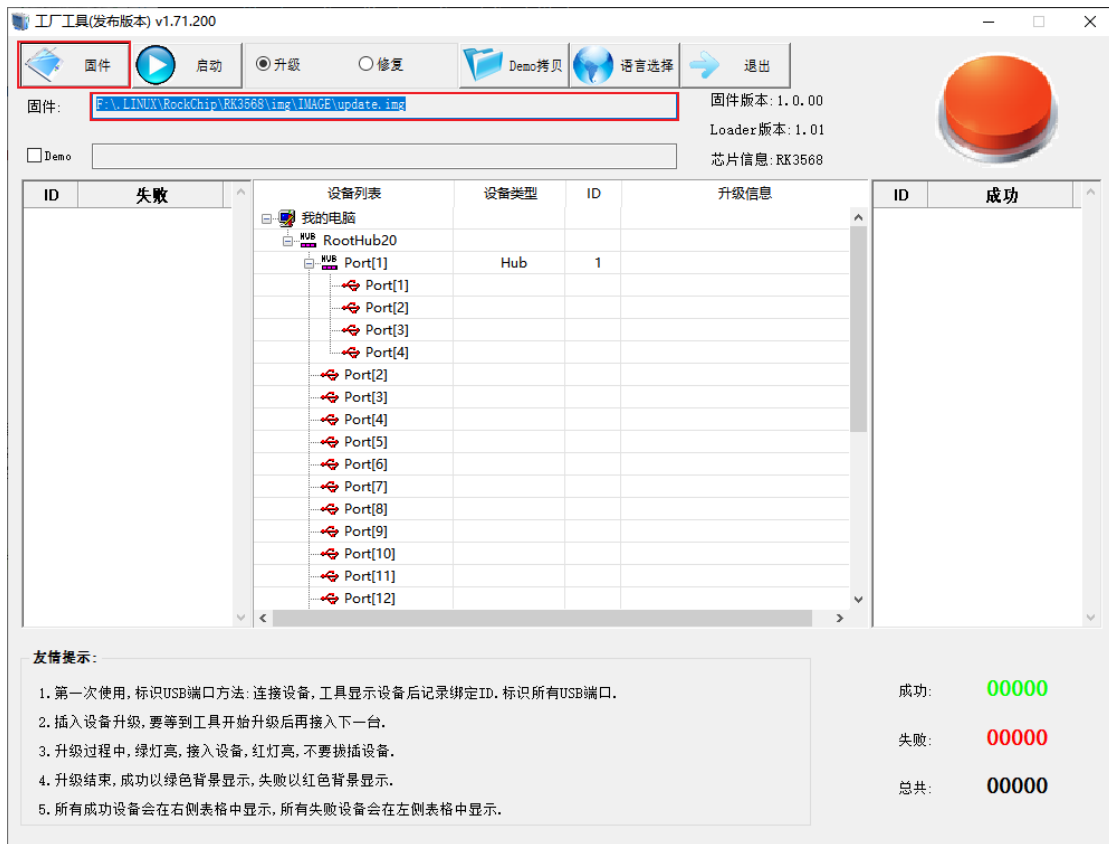 工厂工具(发布版本) v1.71.200
固件 启动 升级 修复 Demo拷贝 语言选择 退出
固件: F:\.LINUX\RockChip\RK3568\img\IMAGE\update.img
固件版本:1.0.00
Loader版本:1.01
Demo
芯片信息:RK3568
ID 失败
设备列表 设备类型 ID 升级信息
ID 成功
我的电脑
HUB RootHub20
HUB Port[1] Hub 1
Port[1]
Port[2]
Port[3]
Port[4]
Port[2]
Port[3]
Port[4]
Port[5]
Port[6]
Port[7]
Port[8]
Port[9]
Port[10]
Port[11]
Port[12]
友情提示:
1.第一次使用,标识USB端口方法:连接设备,工具显示设备后记录绑定ID.标识所有USB端口.
2.插入设备升级,要等到工具开始升级后再接入下一台.
3.升级过程中,绿灯亮,接入设备,红灯亮,不要拔插设备.
4.升级结束,成功以绿色背景显示,失败以红色背景显示.
5.所有成功设备会在右侧表格中显示,所有失败设备会在左侧表格中显示.
成功: 00000
失败: 00000
总共: 00000